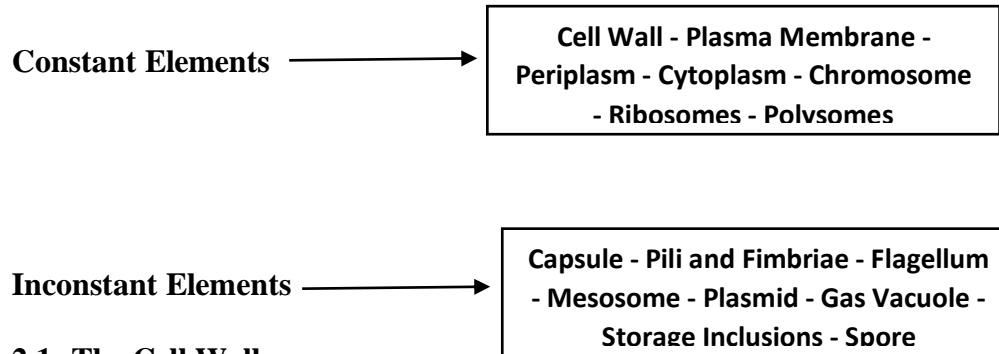 Constant Elements
Cell Wall - Plasma Membrane -
Periplasm - Cytoplasm - Chromosome
- Ribosomes - Polysomes
Inconstant Elements
Capsule - Pili and Fimbriae - Flagellum
- Mesosome - Plasmid - Gas Vacuole -
Storage Inclusions - Spore
2.1- The Cell Wall